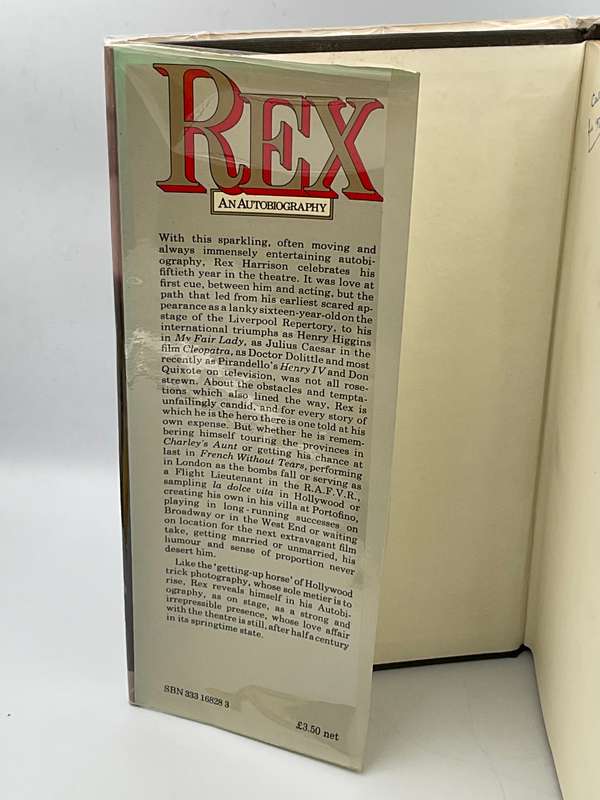 REX
AN AUTOBIOGRAPHY
With this sparkling, often moving and
always immensely entertaining autobi-
ography, Rex Harrison celebrates his
fiftieth year in the theatre. It was love at
first cue, between him and acting, but the
path that led from his earliest scared ap-
pearance as a lanky sixteen-year-old on the
stage of the Liverpool Repertory, to his
international triumphs as Henry Higgins
in My Fair Lady, as Julius Caesar in the
film Cleopatra, as Doctor Dolittle and most
recently as Pirandello's Henry IV and Don
Quixote on television, was not all rose-
strewn. About the obstacles and tempta-
tions which also lined the way, Rex is
unfailingly candid, and for every story of
which he is the hero there is one told at his
own expense. But whether he is remem-
bering himself touring the provinces in
Charley's Aunt or getting his chance at
last in French Without Tears, performing
in London as the bombs fall or serving as
a Flight Lieutenant in the R.A.F.V.R.,
sampling la dolce vita in Hollywood or
creating his own in his villa at Portofino,
playing in long-running successes on
Broadway or in the West End or waiting
on location for the next extravagant film
take, getting married or unmarried, his
humour and sense of proportion never
desert him.
Like the 'getting-up horse' of Hollywood
trick photography, whose sole metier is to
rise, Rex reveals himself in his Autobi-
ography, as on stage, as a strong and
irrepressible presence, whose love affair
with the theatre is still, after half a century
in its springtime state.
SBN 333 16828 3
£3.50 net